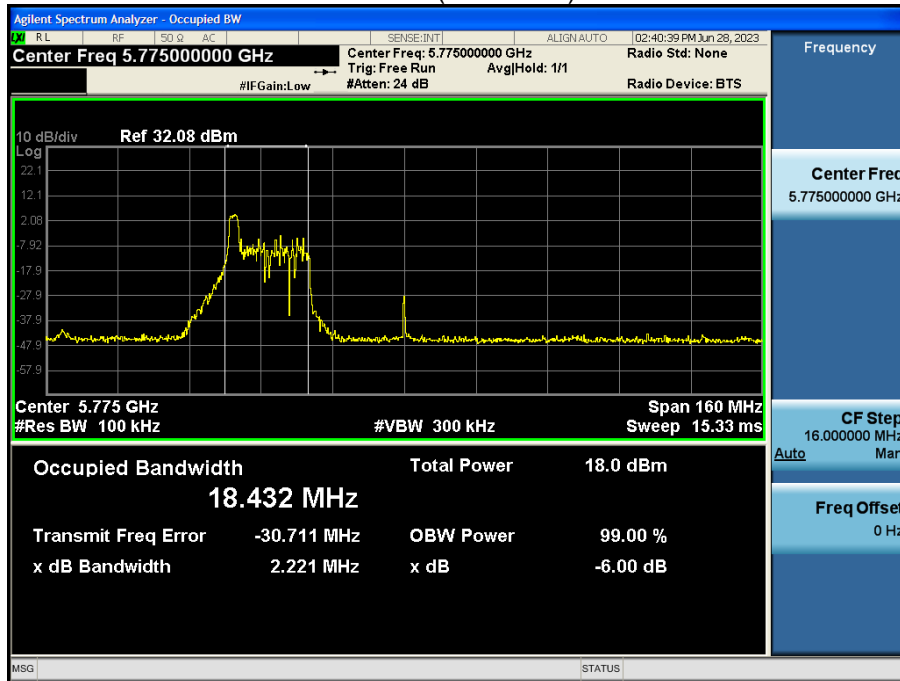 Agilent Spectrum Analyzer - Occupied BW
LXI RL RF 50 Ω AC SENSE:INT ALIGN AUTO 02:40:39 PM Jun 28, 2023
Center Freq 5.775000000 GHz Center Freq: 5.775000000 GHz Radio Std: None Frequency
Trig: Free Run Avg|Hold: 1/1
#IFGain:Low #Atten: 24 dB Radio Device: BTS
10 dB/div Ref 32.08 dBm
Log
22.1
12.1
2.08
-7.92
-17.9
-27.9
-37.9
-47.9
-57.9
Center Freq
5.775000000 GHz
Center 5.775 GHz Span 160 MHz
#Res BW 100 kHz #VBW 300 kHz Sweep 15.33 ms
CF Step
16.000000 MHz
Auto Man
Occupied Bandwidth Total Power 18.0 dBm
18.432 MHz
Transmit Freq Error -30.711 MHz OBW Power 99.00 %
x dB Bandwidth 2.221 MHz x dB -6.00 dB
Freq Offset
0 Hz
MSG STATUS